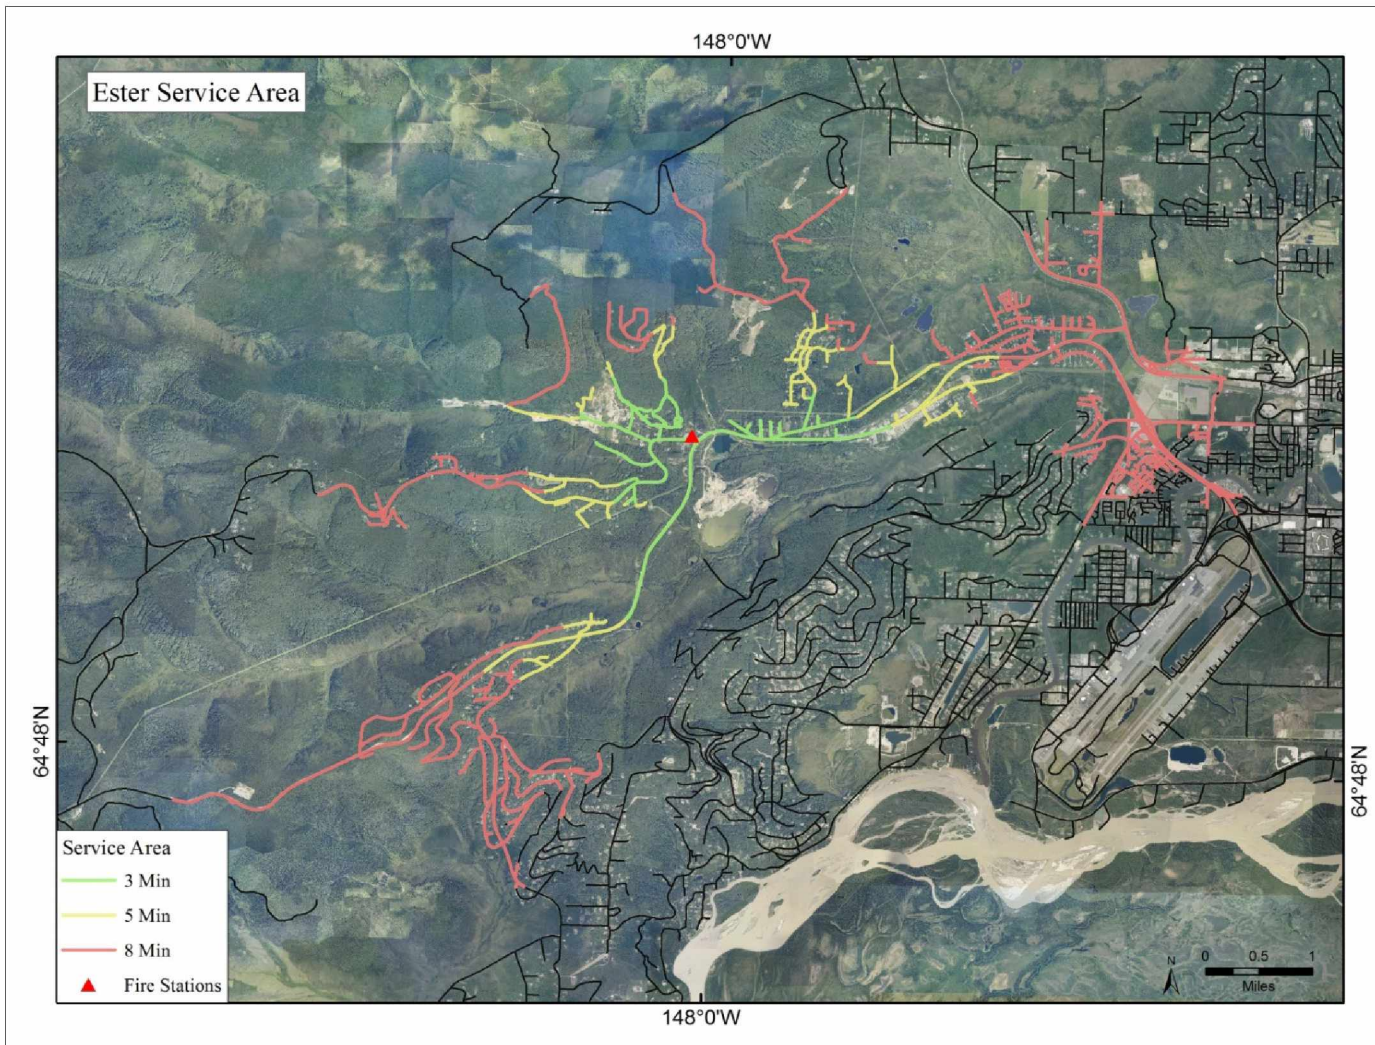 148°0'W
Ester Service Area
64°48'N
64°48'N
Service Area
3 Min
5 Min
8 Min
Fire Stations
N
0 0.5 1
Miles
148°0'W